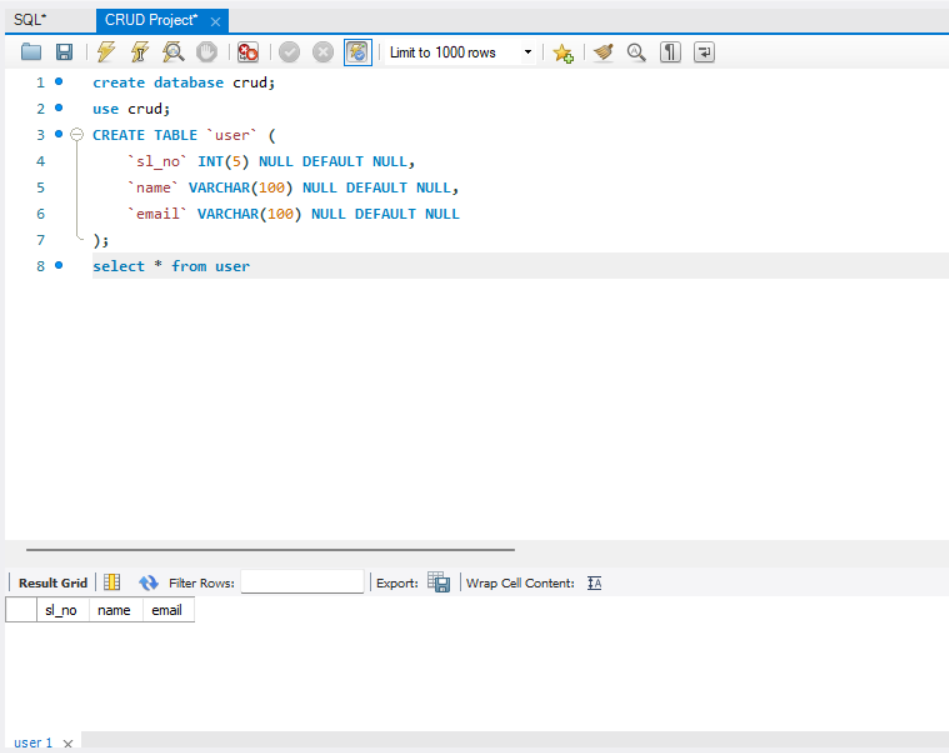 SQL* CRUD Project* ×
Limit to 1000 rows
1 create database crud;
2 use crud;
3 CREATE TABLE `user` (
4 `sl_no` INT(5) NULL DEFAULT NULL,
5 `name` VARCHAR(100) NULL DEFAULT NULL,
6 `email` VARCHAR(100) NULL DEFAULT NULL
7 );
8 select * from user
Result Grid Filter Rows: Export: Wrap Cell Content: IA
sl_no name email
user 1 ×